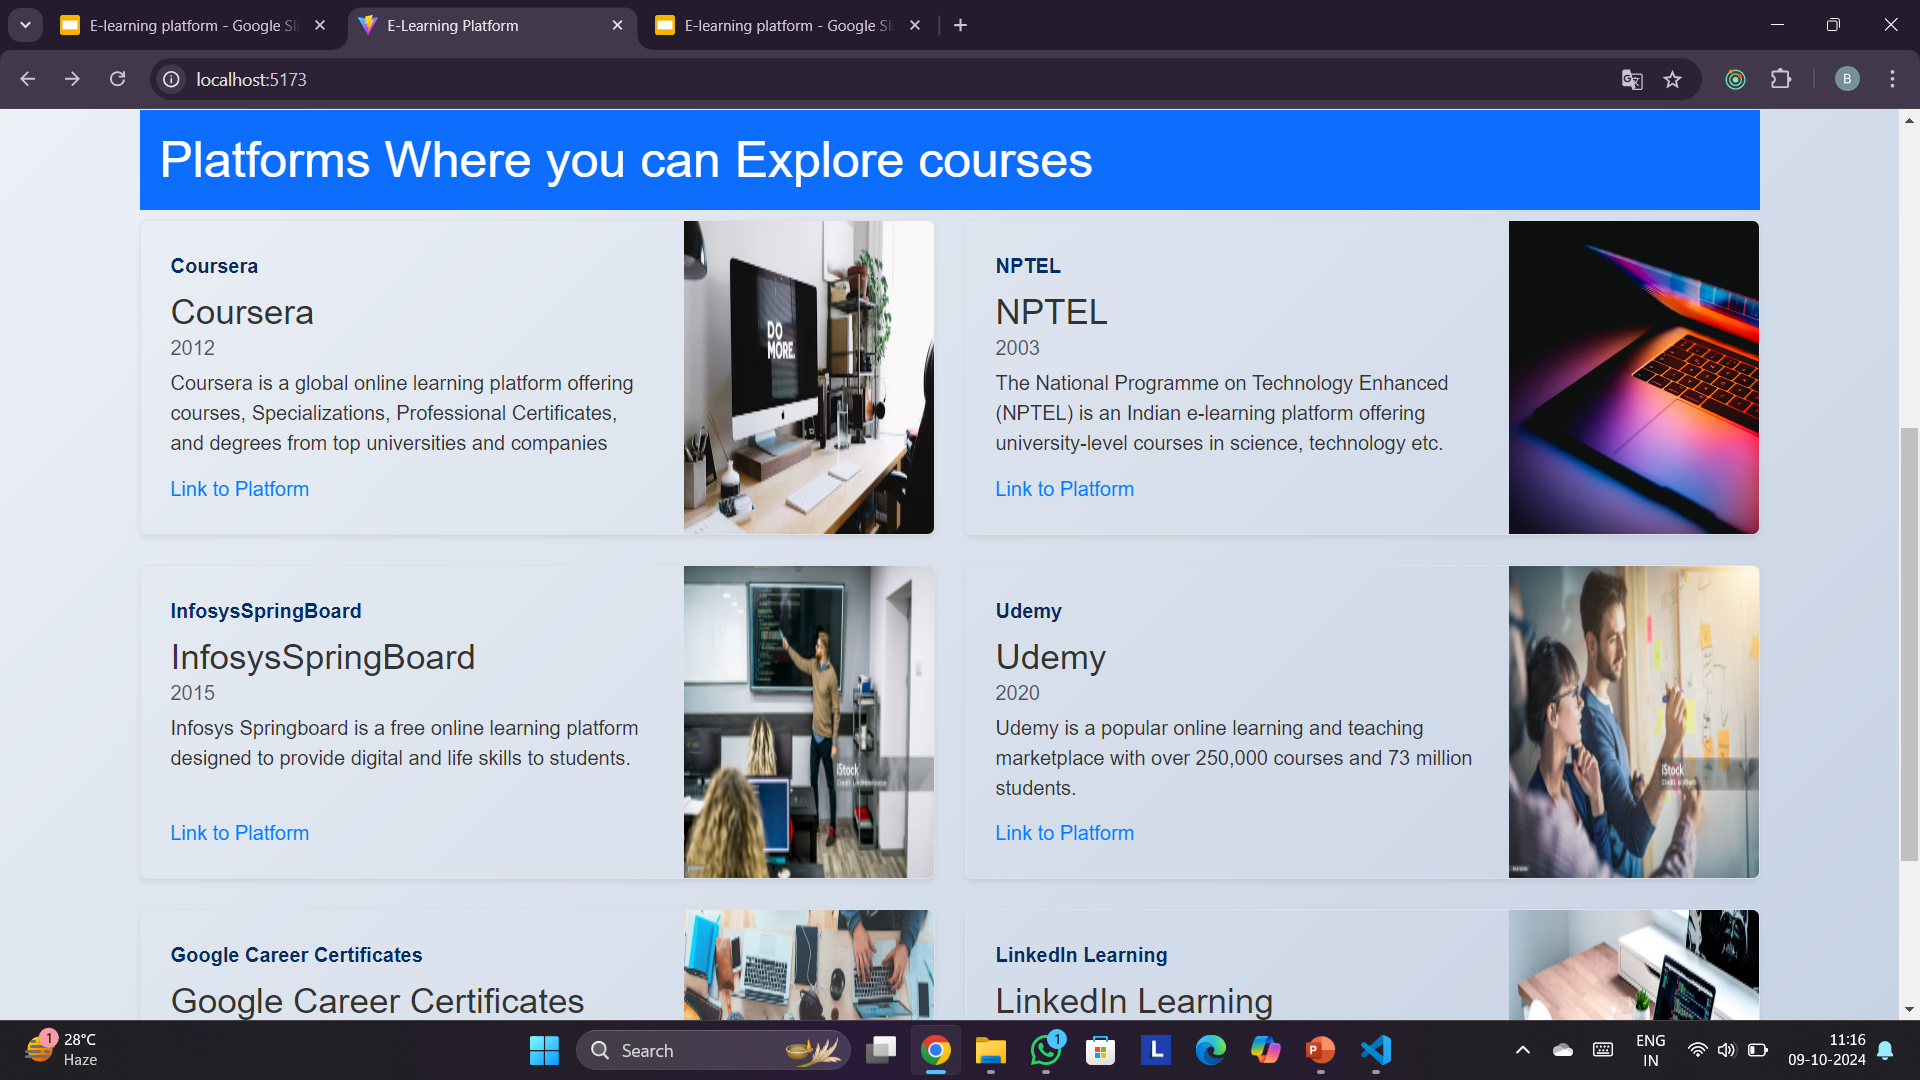 E-learning platform - Google Sli
E-Learning Platform
E-learning platform - Google Sli
localhost:5173
B
Platforms Where you can Explore courses
Coursera
Coursera
2012
Coursera is a global online learning platform offering
courses, Specializations, Professional Certificates,
and degrees from top universities and companies
Link to Platform
DO
MORE.
NPTEL
NPTEL
2003
The National Programme on Technology Enhanced
(NPTEL) is an Indian e-learning platform offering
university-level courses in science, technology etc.
Link to Platform
InfosysSpringBoard
InfosysSpringBoard
2015
Infosys Springboard is a free online learning platform
designed to provide digital and life skills to students.
Link to Platform
iStock
Udemy
Udemy
2020
Udemy is a popular online learning and teaching
marketplace with over 250,000 courses and 73 million
students.
Link to Platform
iStock
Google Career Certificates
Google Career Certificates
LinkedIn Learning
LinkedIn Learning
1
28°C
Haze
Search
1
L
P
ENG
IN
11:16
09-10-2024